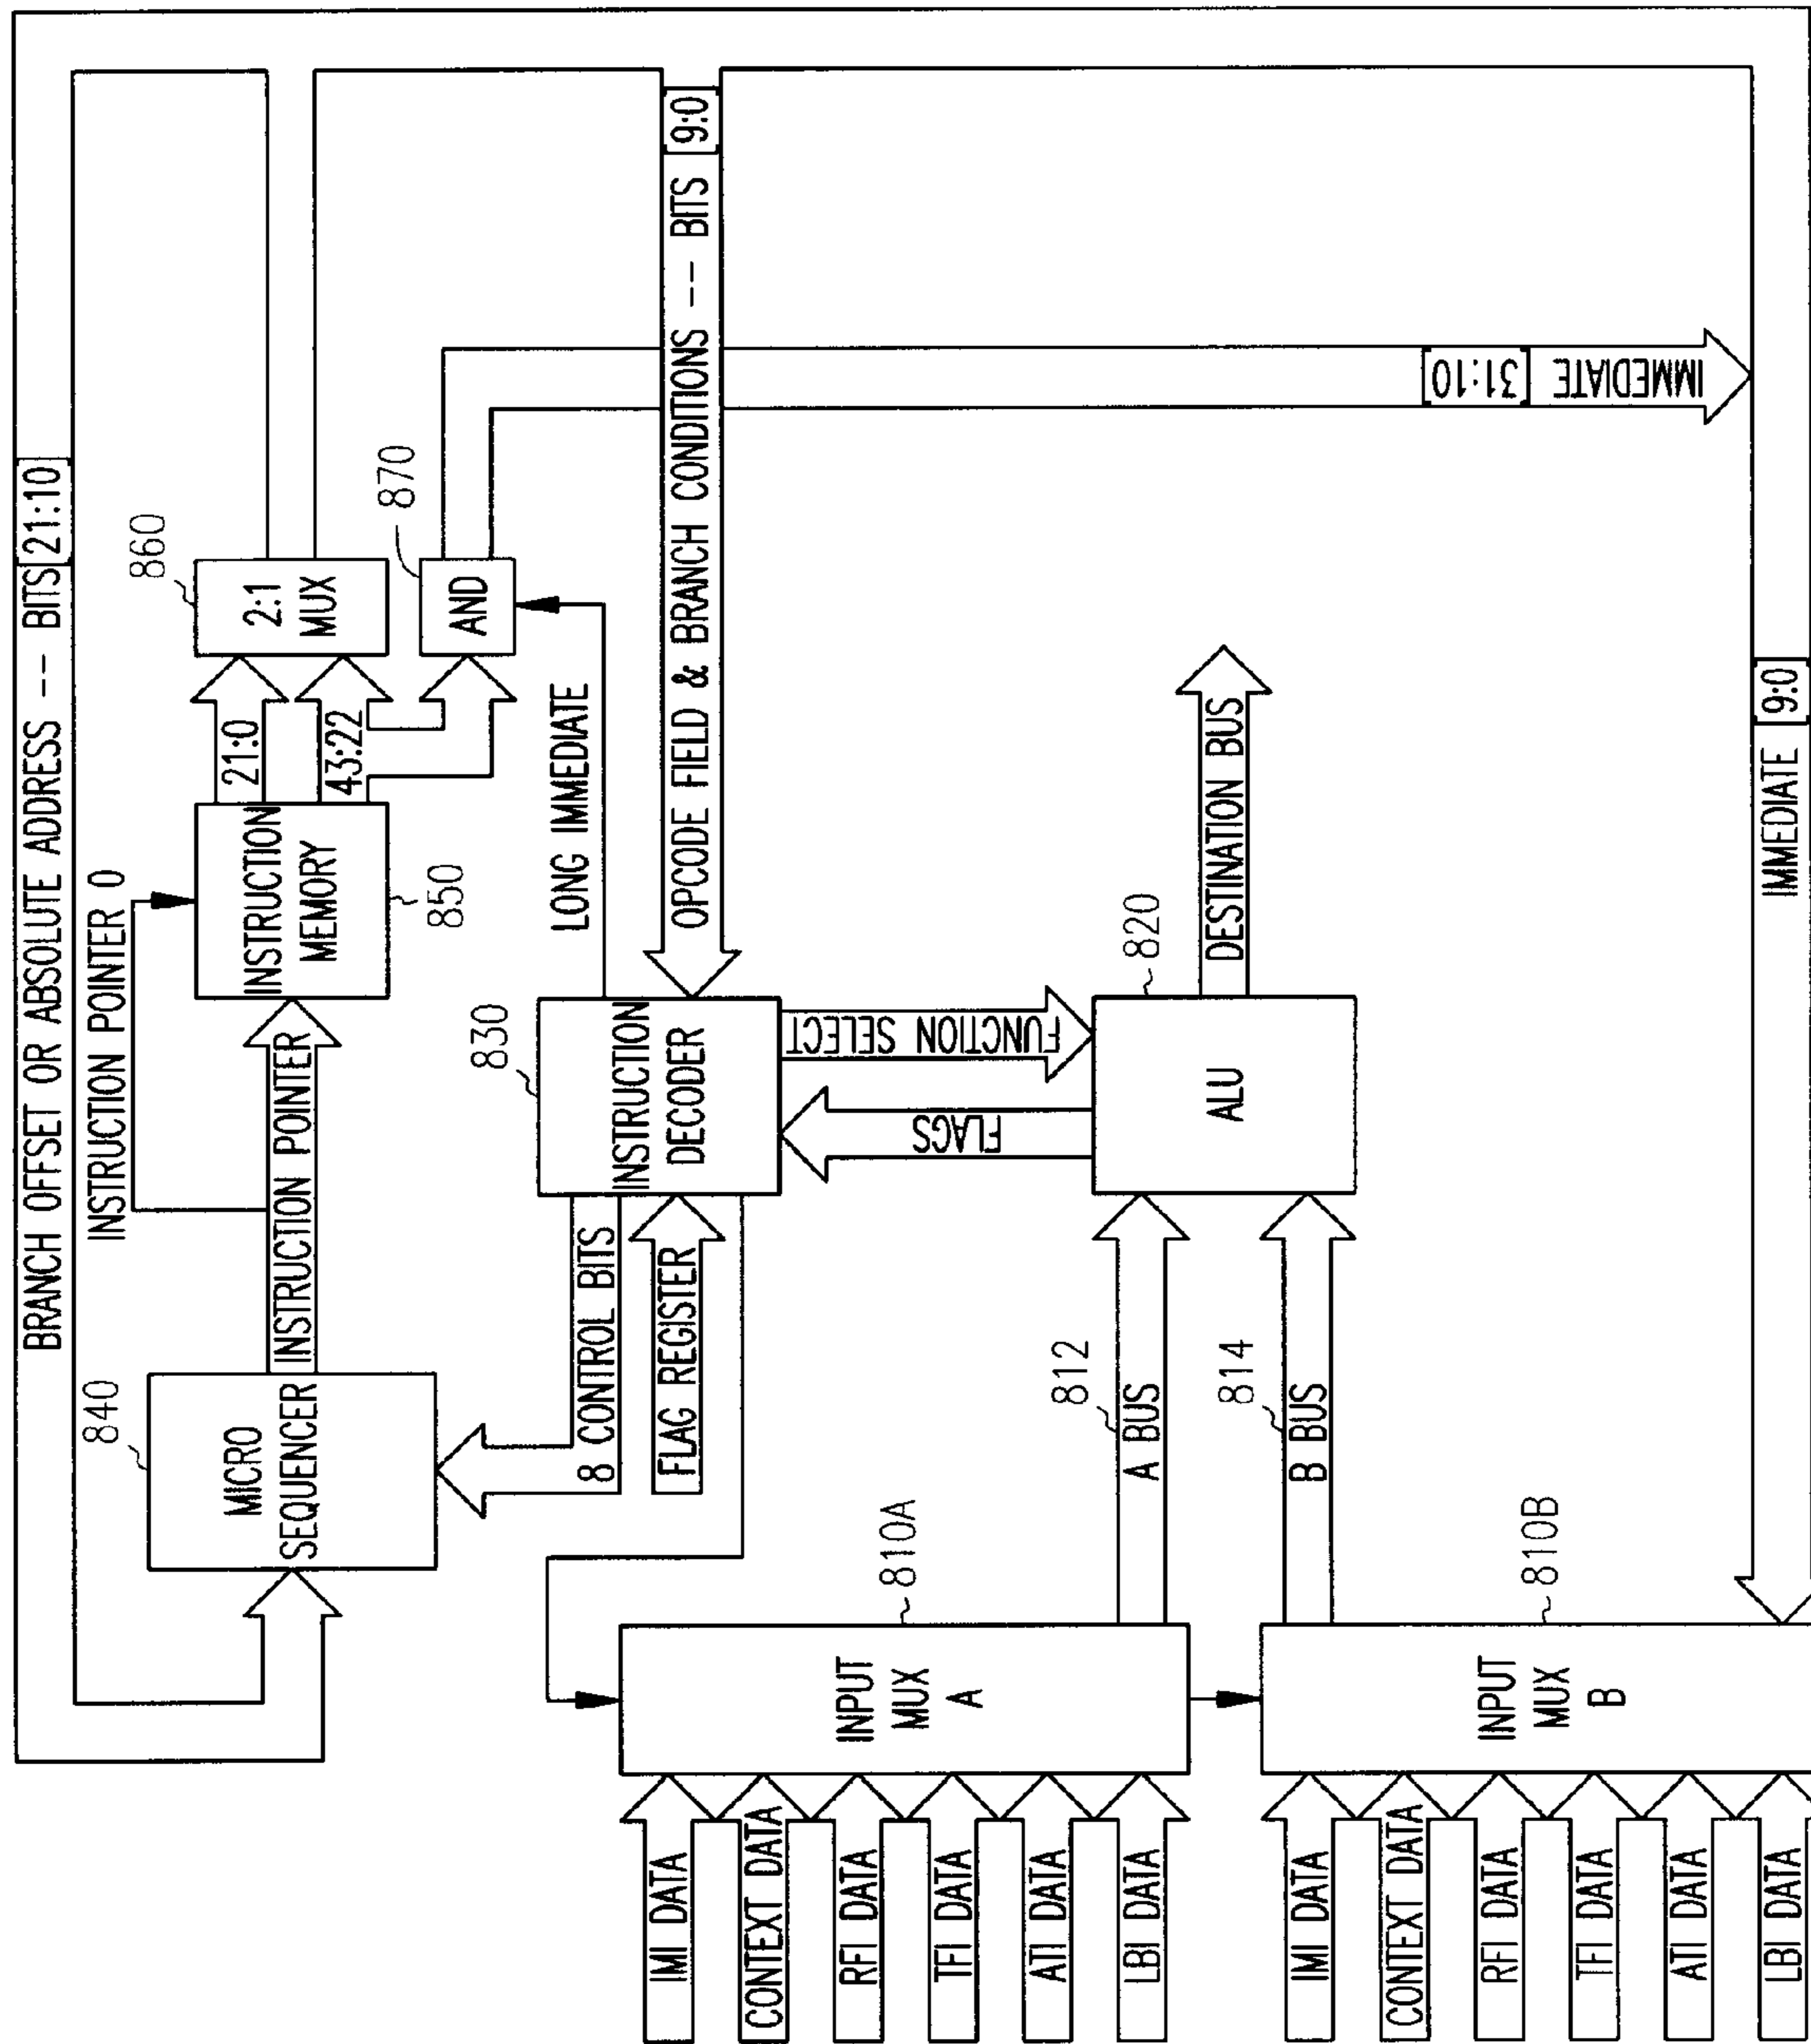 BRANCH OFFSET OR ABSOLUTE ADDRESS -- BITS [21:10]
INSTRUCTION POINTER 0
840
MICRO
SEQUENCER
INSTRUCTION POINTER
INSTRUCTION
MEMORY
850
21:0
43:22
860
2:1
MUX
870
AND
LONG IMMEDIATE
8 CONTROL BITS
FLAG REGISTER
830
INSTRUCTION
DECODER
OPCODE FIELD & BRANCH CONDITIONS -- BITS [9:0]
FLAGS
FUNCTION SELECT
IMMEDIATE [31:10]
IMI DATA
CONTEXT DATA
RFI DATA
TFI DATA
ATI DATA
LBI DATA
INPUT
MUX
A
810A
812
A BUS
814
B BUS
820
ALU
DESTINATION BUS
IMI DATA
CONTEXT DATA
RFI DATA
TFI DATA
ATI DATA
LBI DATA
INPUT
MUX
B
810B
IMMEDIATE [9:0]